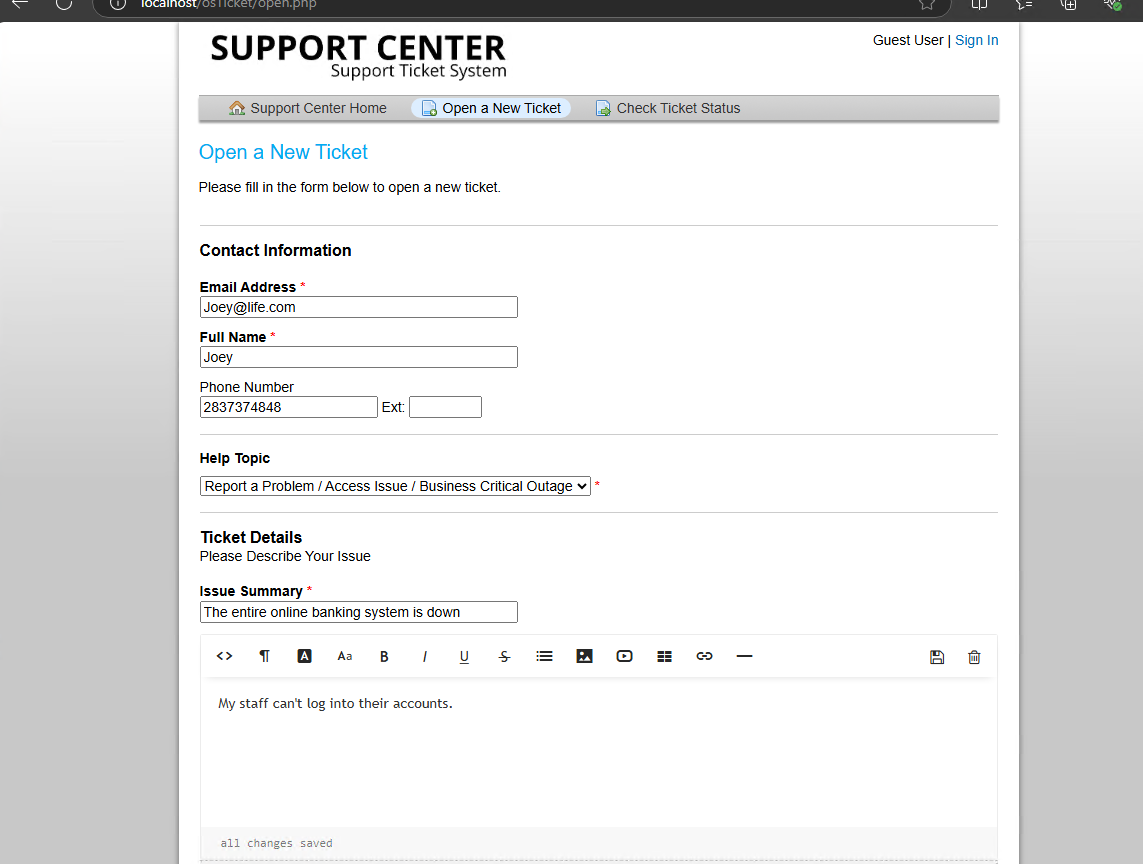 localhost/osTicket/open.php
SUPPORT CENTER
Support Ticket System
Guest User | Sign In
Support Center Home
Open a New Ticket
Check Ticket Status
Open a New Ticket
Please fill in the form below to open a new ticket.
Contact Information
Email Address *
Joey@life.com
Full Name *
Joey
Phone Number
2837374848 Ext:
Help Topic
Report a Problem / Access Issue / Business Critical Outage *
Ticket Details
Please Describe Your Issue
Issue Summary *
The entire online banking system is down
<> ¶ A Aa B I U S
My staff can't log into their accounts.
all changes saved